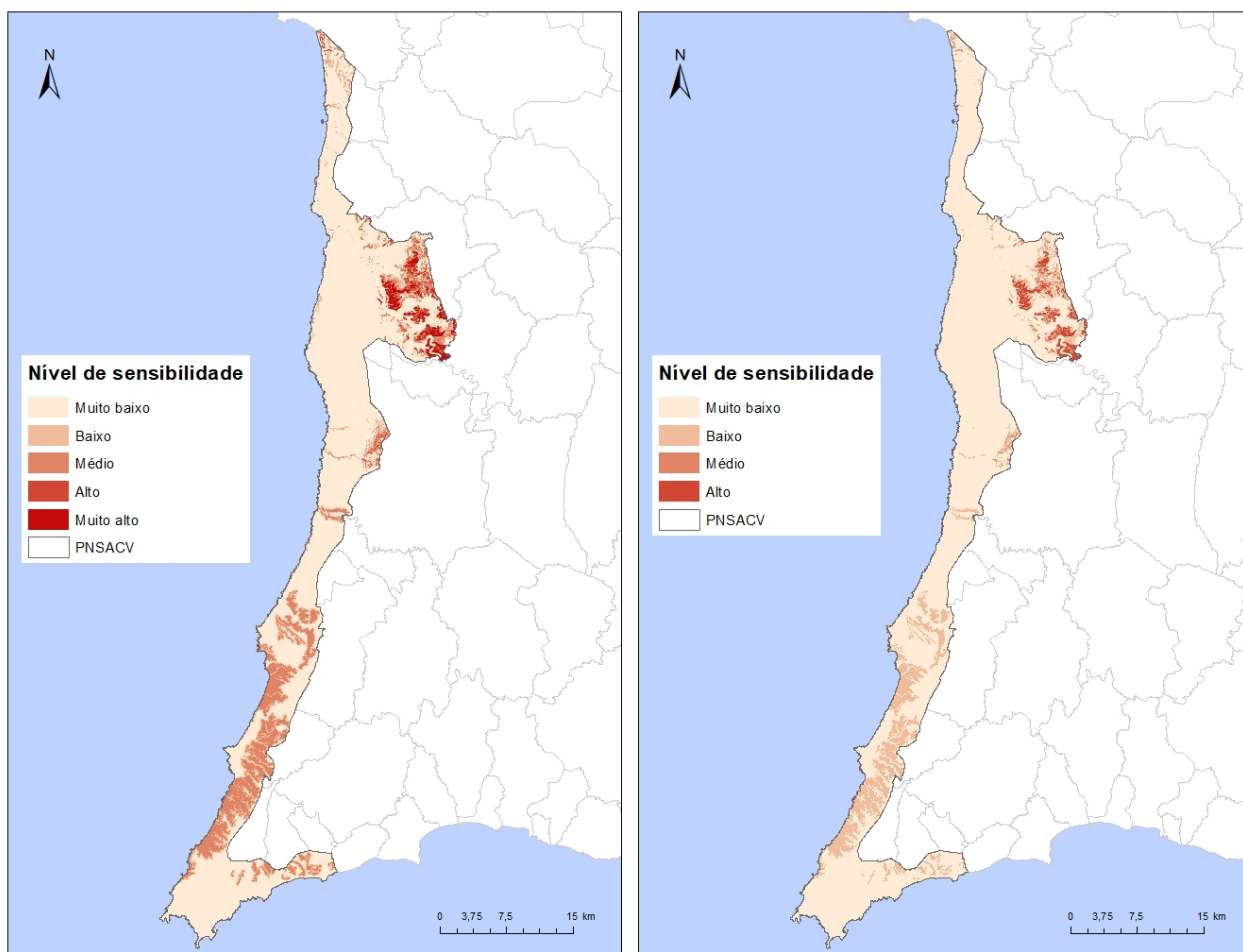 N
Nível de sensibilidade
Muito baixo
Baixo
Médio
Alto
Muito alto
PNSACV
0 3,75 7,5 15 km
N
Nível de sensibilidade
Muito baixo
Baixo
Médio
Alto
PNSACV
0 3,75 7,5 15 km